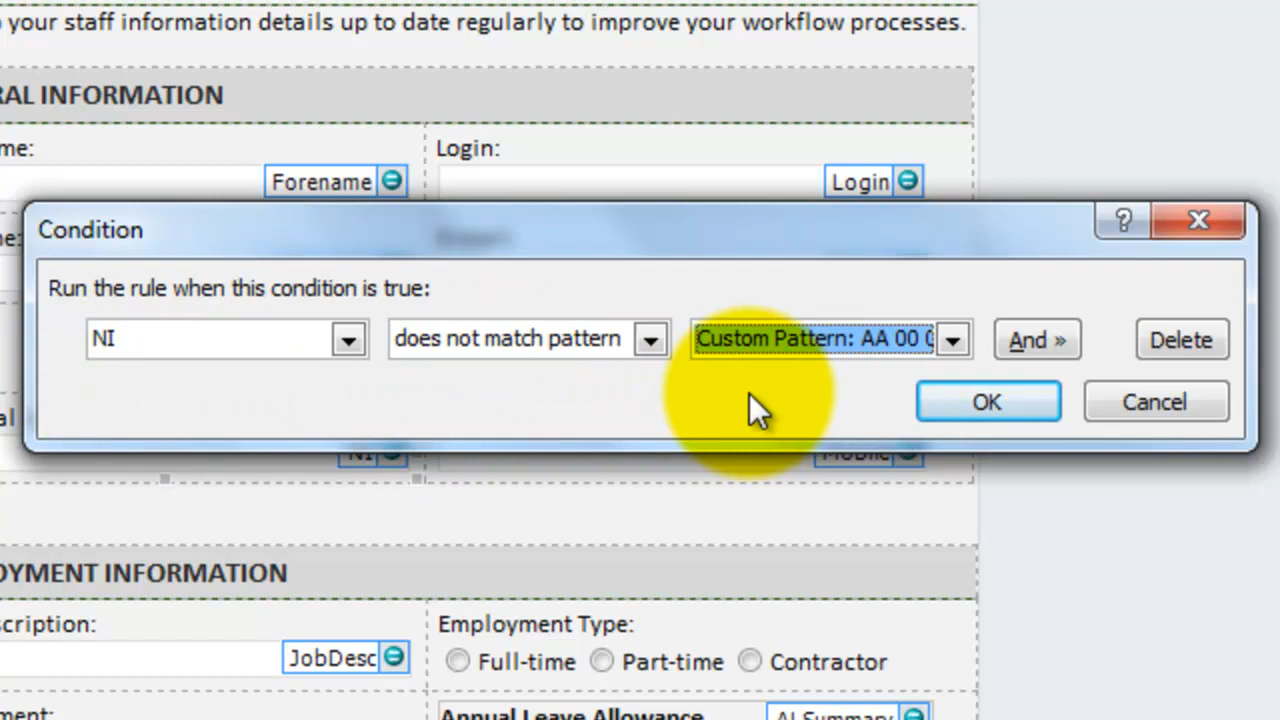 your staff information details up to date regularly to improve your workflow processes.
RAL INFORMATION
me:
Login:
Forename
Login
e:
Condition
Run the rule when this condition is true:
NI
does not match pattern
Custom Pattern: AA 00 0
And »
Delete
OK
Cancel
al
NI
Mobile
OYMENT INFORMATION
cription:
Employment Type:
JobDesc
Full-time
Part-time
Contractor
ment:
Annual Leave Allowance
ALSummary